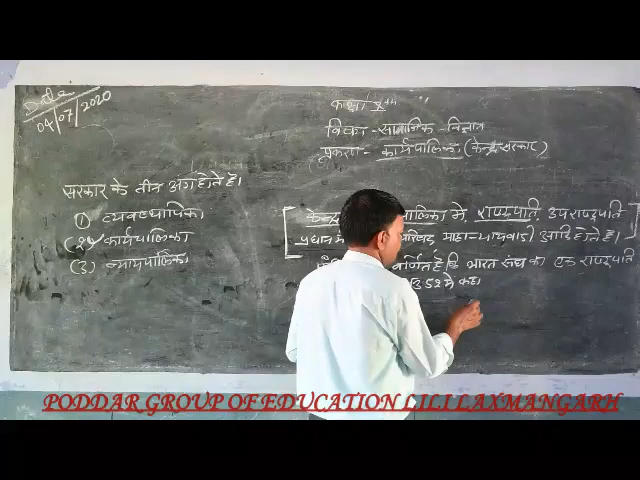 Date
04/07/2020
कक्षा 8th
विषय - सामाजिक - विज्ञान
प्रकरण - कार्यपालिका (केन्द्र सरकार)
सरकार के तीन अंग होते है।
① व्यवस्थापिका
(2) कार्यपालिका
(3) न्यायपालिका
पालिका में, राष्ट्रपति, उपराष्ट्रपति
प्रधान महान्यायवादी आदि होते है।
वर्णित है कि भारत संघ का एक राष्ट्रपति
52 में कहा
PODDAR GROUP OF EDUCATION LILI LAXMANGARH